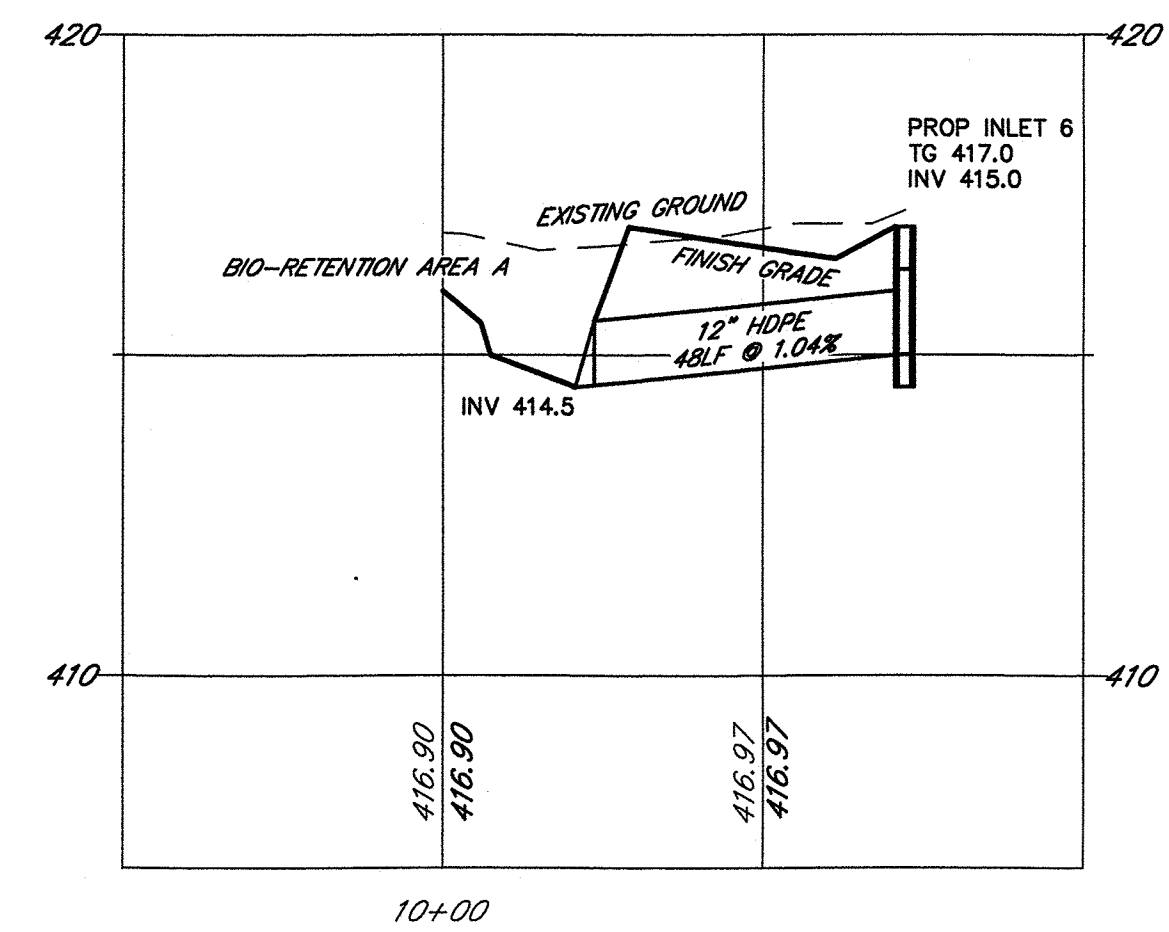 420
420
PROP INLET 6
TG 417.0
INV 415.0
EXISTING GROUND
BIO-RETENTION AREA A
FINISH GRADE
12" HDPE
48LF @ 1.04%
INV 414.5
410
410
416.90
416.90
416.97
416.97
10+00